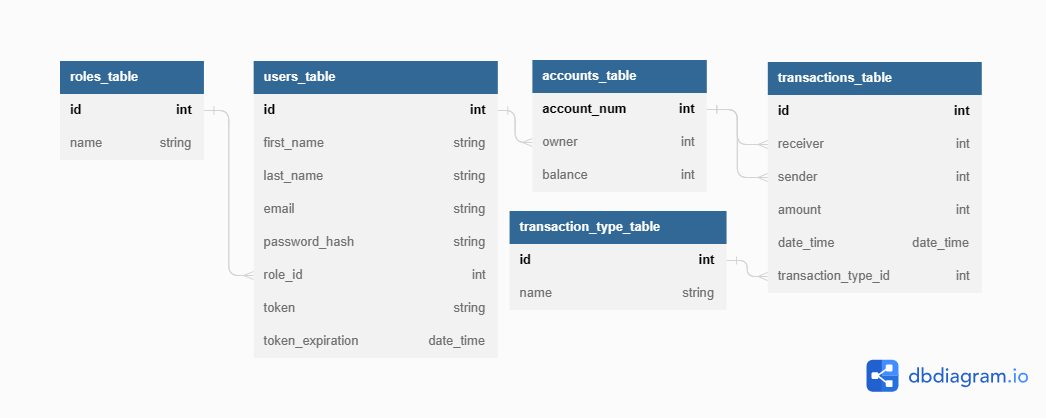 roles_table
id int
name string
users_table
id int
first_name string
last_name string
email string
password_hash string
role_id int
token string
token_expiration date_time
accounts_table
account_num int
owner int
balance int
transaction_type_table
id int
name string
transactions_table
id int
receiver int
sender int
amount int
date_time date_time
transaction_type_id int
dbdiagram.io